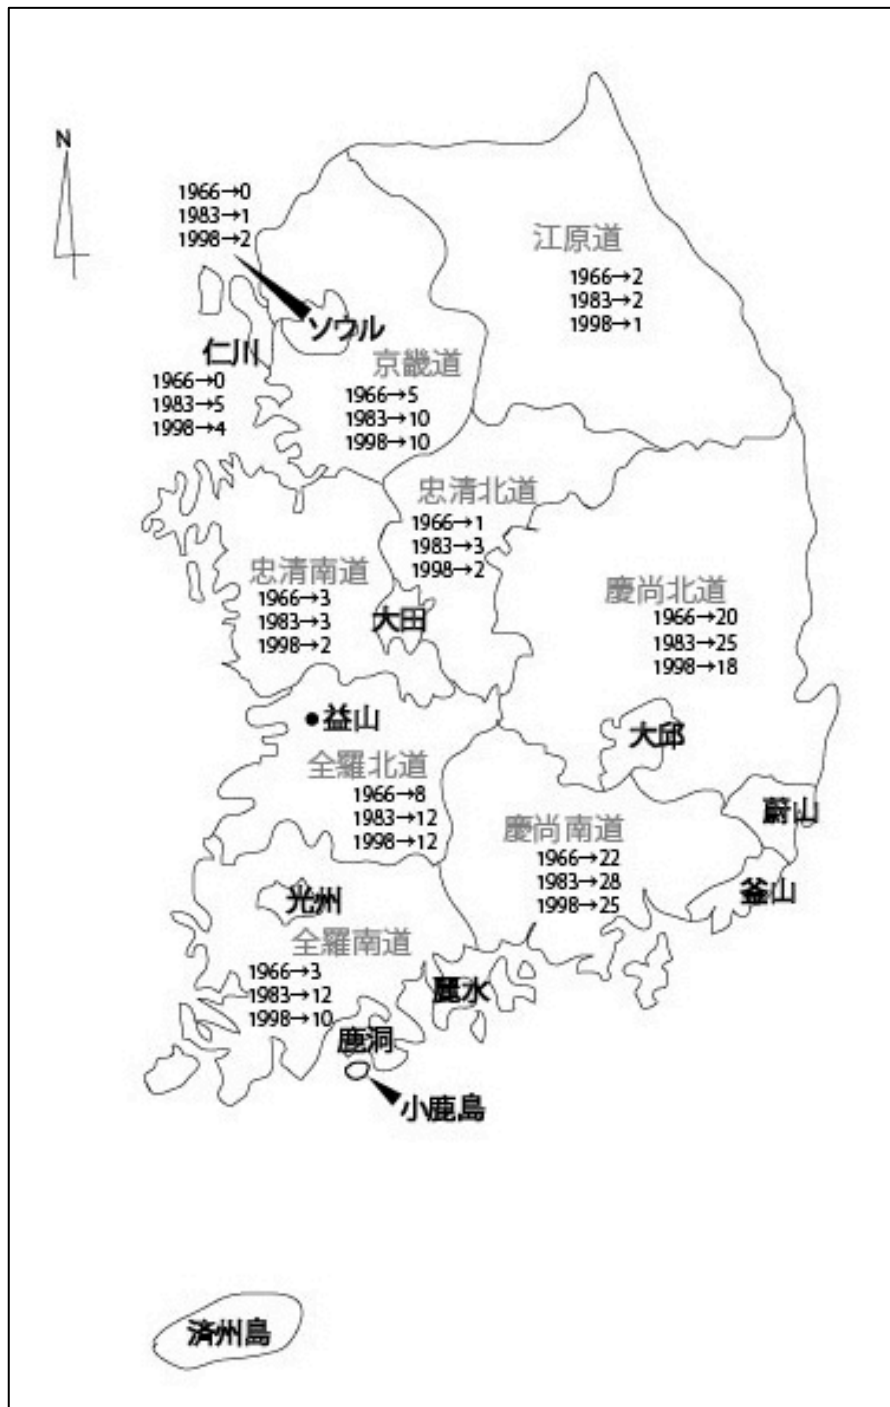 N
1966→0
1983→1
1998→2
ソウル
江原道
1966→2
1983→2
1998→1
仁川
1966→0
1983→5
1998→4
京畿道
1966→5
1983→10
1998→10
忠清北道
1966→1
1983→3
1998→2
忠清南道
1966→3
1983→3
1998→2
大田
慶尚北道
1966→20
1983→25
1998→18
益山
全羅北道
1966→8
1983→12
1998→12
大邱
蔚山
慶尚南道
1966→22
1983→28
1998→25
釜山
光州
全羅南道
1966→3
1983→12
1998→10
麗水
鹿洞
小鹿島
済州島